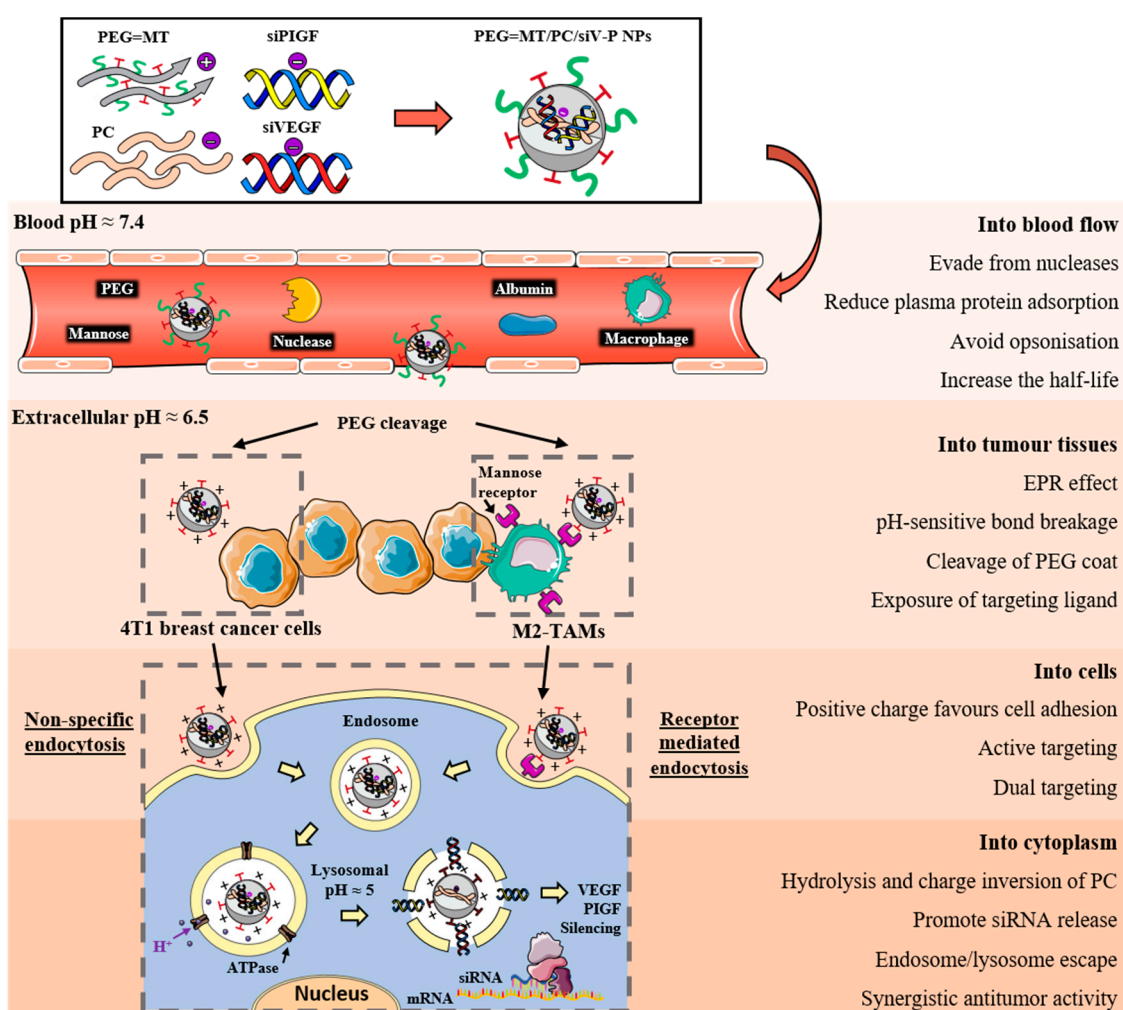 PEG=MT
siPIGF
PEG=MT/PC/siV-P NPs
+
−
PC
−
siVEGF
−
Blood pH ≈ 7.4
Into blood flow
Evade from nucleases
Reduce plasma protein adsorption
Avoid opsonisation
Increase the half-life
PEG
Mannose
Nuclease
Albumin
Macrophage
Extracellular pH ≈ 6.5
PEG cleavage
Mannose
receptor
4T1 breast cancer cells
M2-TAMs
Into tumour tissues
EPR effect
pH-sensitive bond breakage
Cleavage of PEG coat
Exposure of targeting ligand
Non-specific
endocytosis
Endosome
Receptor
mediated
endocytosis
Into cells
Positive charge favours cell adhesion
Active targeting
Dual targeting
Lysosomal
pH ≈ 5
H⁺
ATPase
VEGF
PIGF
Silencing
siRNA
mRNA
Nucleus
Into cytoplasm
Hydrolysis and charge inversion of PC
Promote siRNA release
Endosome/lysosome escape
Synergistic antitumor activity